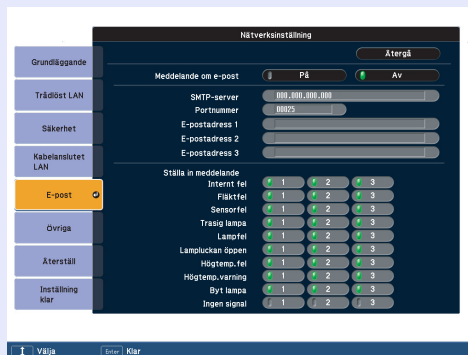 Nätverksinställning
Återgå
Grundläggande
Trådlöst LAN
Säkerhet
Kabelanslutet
LAN
E-post
Övriga
Återställ
Inställning
klar
Meddelande om e-post På Av
SMTP-server 000.000.000.000
Portnummer 00025
E-postadress 1
E-postadress 2
E-postadress 3
Ställa in meddelande
Internt fel 1 2 3
Fläktfel 1 2 3
Sensorfel 1 2 3
Trasig lampa 1 2 3
Lampfel 1 2 3
Lampluckan öppen 1 2 3
Högtemp.fel 1 2 3
Högtemp.varning 1 2 3
Byt lampa 1 2 3
Ingen signal 1 2 3
Välja Enter Klar